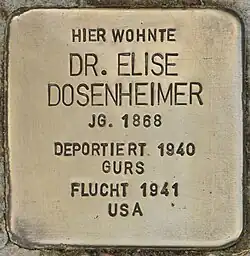 HIER WOHNTE
DR. ELISE
DOSENHEIMER
JG. 1868
DEPORTIERT 1940
GURS
FLUCHT 1941
USA